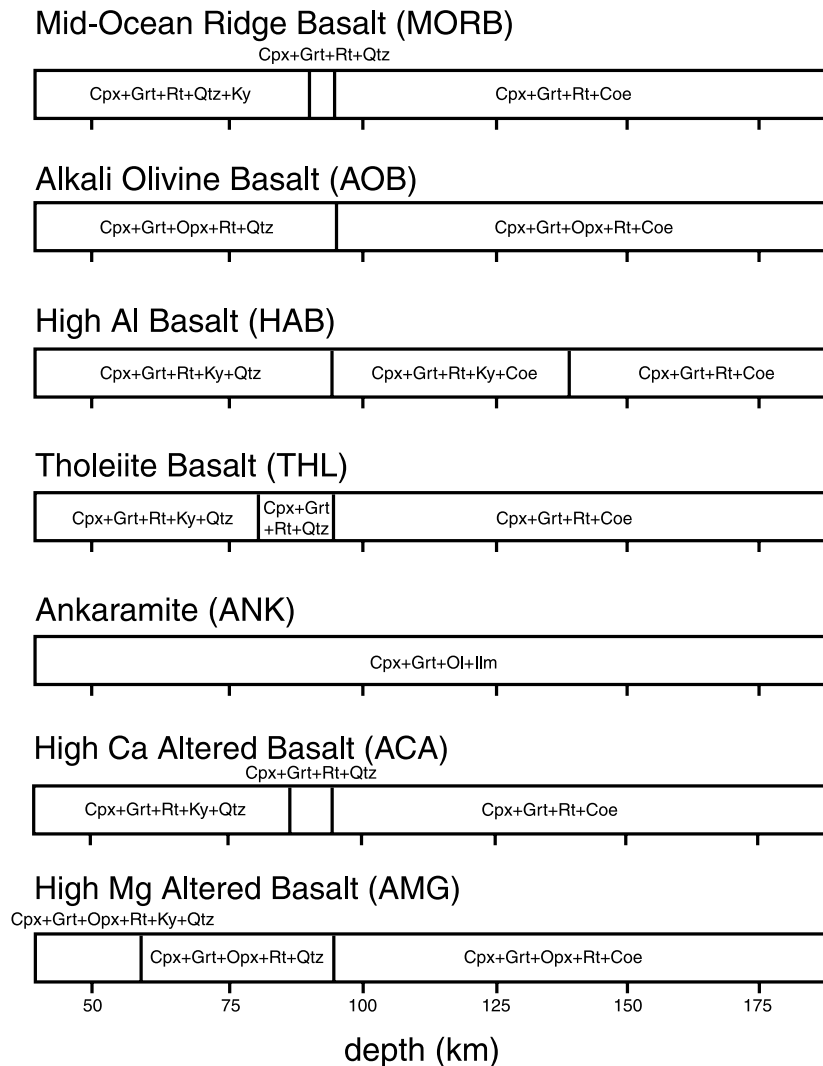 Mid-Ocean Ridge Basalt (MORB)
Cpx+Grt+Rt+Qtz
Cpx+Grt+Rt+Qtz+Ky
Cpx+Grt+Rt+Coe
Alkali Olivine Basalt (AOB)
Cpx+Grt+Opx+Rt+Qtz
Cpx+Grt+Opx+Rt+Coe
High Al Basalt (HAB)
Cpx+Grt+Rt+Ky+Qtz
Cpx+Grt+Rt+Ky+Coe
Cpx+Grt+Rt+Coe
Tholeiite Basalt (THL)
Cpx+Grt+Rt+Ky+Qtz
Cpx+Grt
+Rt+Qtz
Cpx+Grt+Rt+Coe
Ankaramite (ANK)
Cpx+Grt+Ol+Ilm
High Ca Altered Basalt (ACA)
Cpx+Grt+Rt+Qtz
Cpx+Grt+Rt+Ky+Qtz
Cpx+Grt+Rt+Coe
High Mg Altered Basalt (AMG)
Cpx+Grt+Opx+Rt+Ky+Qtz
Cpx+Grt+Opx+Rt+Qtz
Cpx+Grt+Opx+Rt+Coe
50 75 100 125 150 175
depth (km)